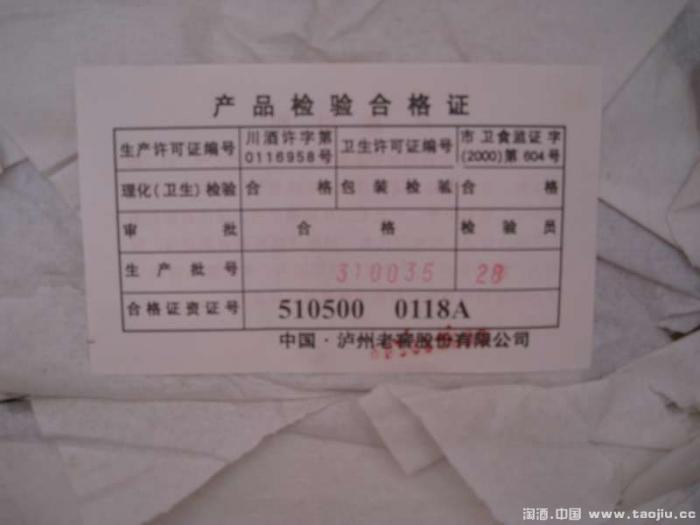 产品检验合格证
生产许可证编号 川酒许字第0116958号 卫生许可证编号 市卫食监证字(2000)第604号
理化(卫生)检验 合格 包装检验 合格
审批 合格 检验员
生产批号 310035 28
合格证资证号 510500 0118A
中国·泸州老窖股份有限公司
淘酒.中国 www.taojiu.cc